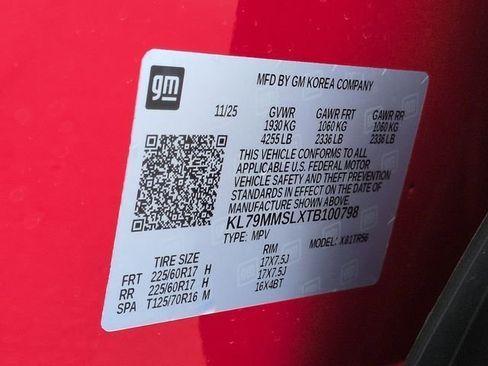 gm
MFD BY GM KOREA COMPANY
11/25 GVWR GAWR FRT GAWR RR
1930 KG 1060 KG 1060 KG
4255 LB 2336 LB 2336 LB
THIS VEHICLE CONFORMS TO ALL
APPLICABLE U.S. FEDERAL MOTOR
VEHICLE SAFETY AND THEFT PREVENTION
STANDARDS IN EFFECT ON THE DATE OF
MANUFACTURE SHOWN ABOVE.
KL79MMSLXTB100798
TYPE: MPV MODEL: X81TR56
TIRE SIZE RIM
FRT 225/60R17 H 17X7.5J
RR 225/60R17 H 17X7.5J
SPA T125/70R16 M 16X4BT